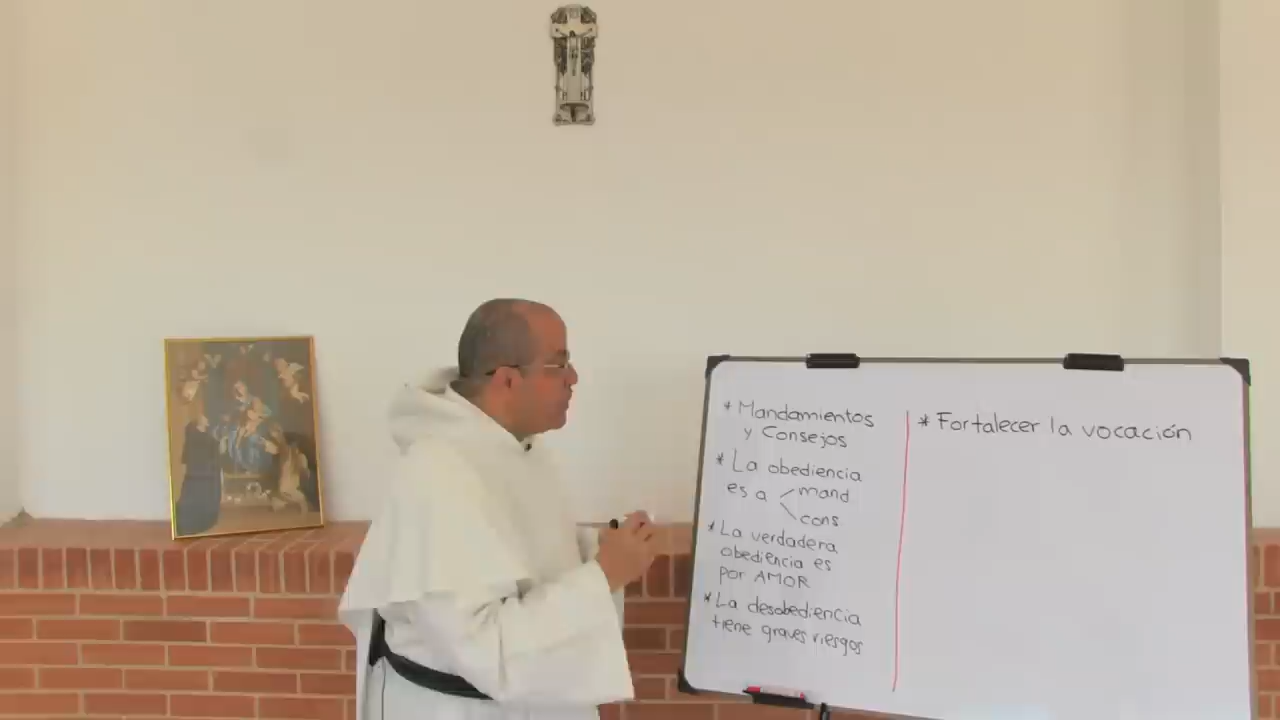 * Mandamientos
y Consejos
* La obediencia
es a mand
cons
* La verdadera
obediencia es
por AMOR
* La desobediencia
tiene graves riesgos
* Fortalecer la vocación